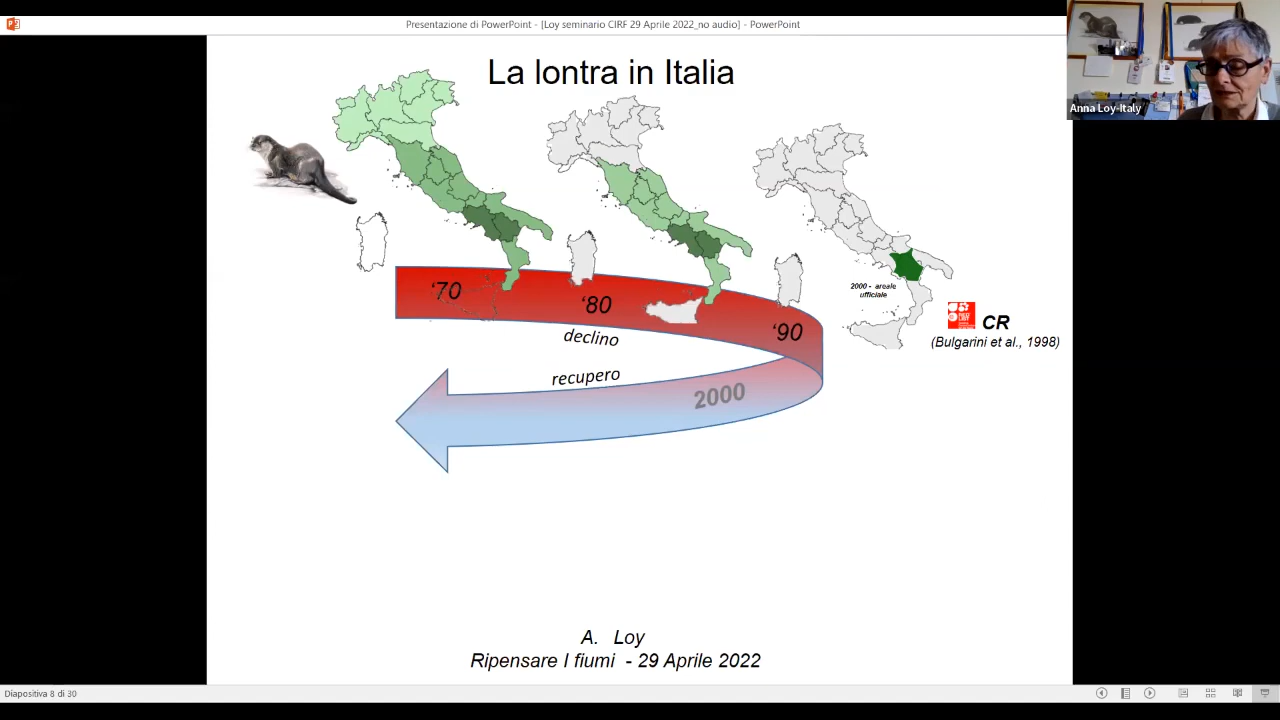 Presentazione di PowerPoint - [Loy seminario CIRF 29 Aprile 2022_no audio] - PowerPoint
Anna Loy-Italy
La lontra in Italia
'70
'80
'90
2000 - areale
ufficiale
CR
(Bulgarini et al., 1998)
declino
recupero
2000
A. Loy
Ripensare I fiumi - 29 Aprile 2022
Diapositiva 8 di 30